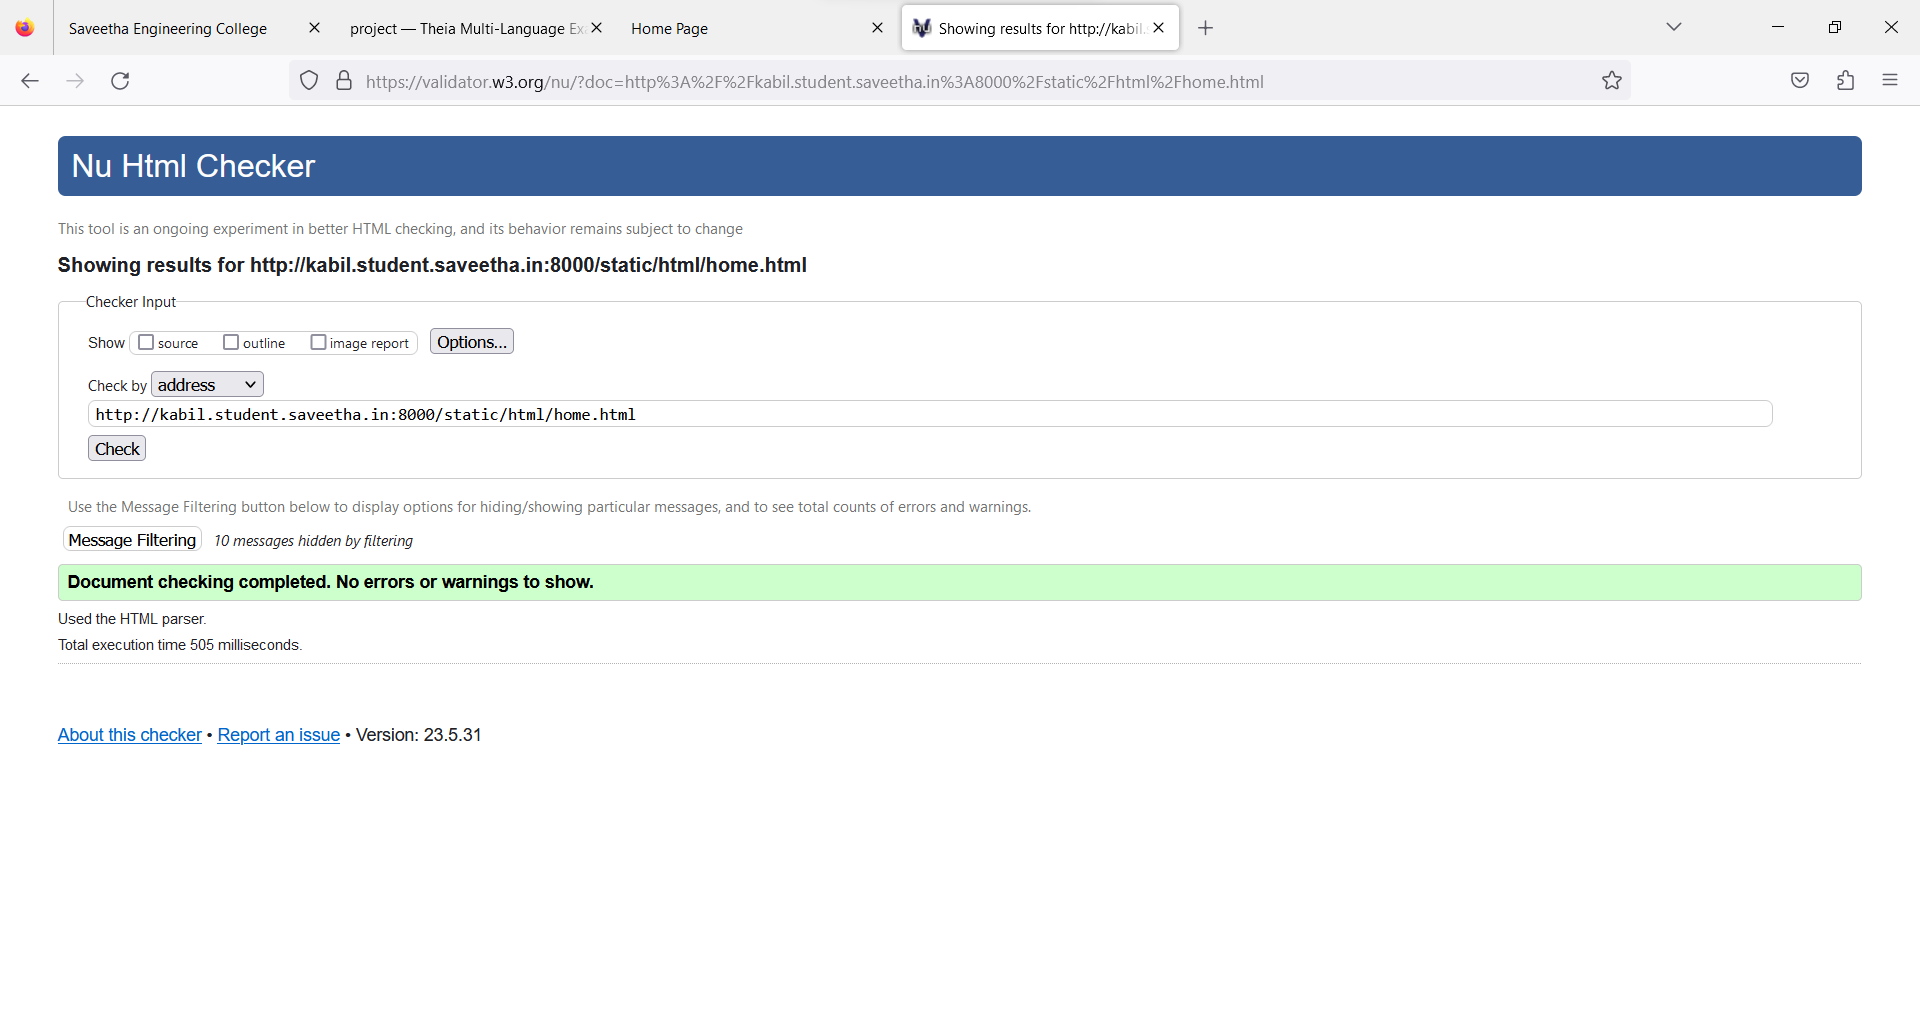 Saveetha Engineering College
project — Theia Multi-Language Ex
Home Page
Showing results for http://kabil.
https://validator.w3.org/nu/?doc=http%3A%2F%2Fkabil.student.saveetha.in%3A8000%2Fstatic%2Fhtml%2Fhome.html
Nu Html Checker
This tool is an ongoing experiment in better HTML checking, and its behavior remains subject to change
Showing results for http://kabil.student.saveetha.in:8000/static/html/home.html
Checker Input
Show source outline image report Options...
Check by address
http://kabil.student.saveetha.in:8000/static/html/home.html
Check
Use the Message Filtering button below to display options for hiding/showing particular messages, and to see total counts of errors and warnings.
Message Filtering 10 messages hidden by filtering
Document checking completed. No errors or warnings to show.
Used the HTML parser.
Total execution time 505 milliseconds.
About this checker • Report an issue • Version: 23.5.31